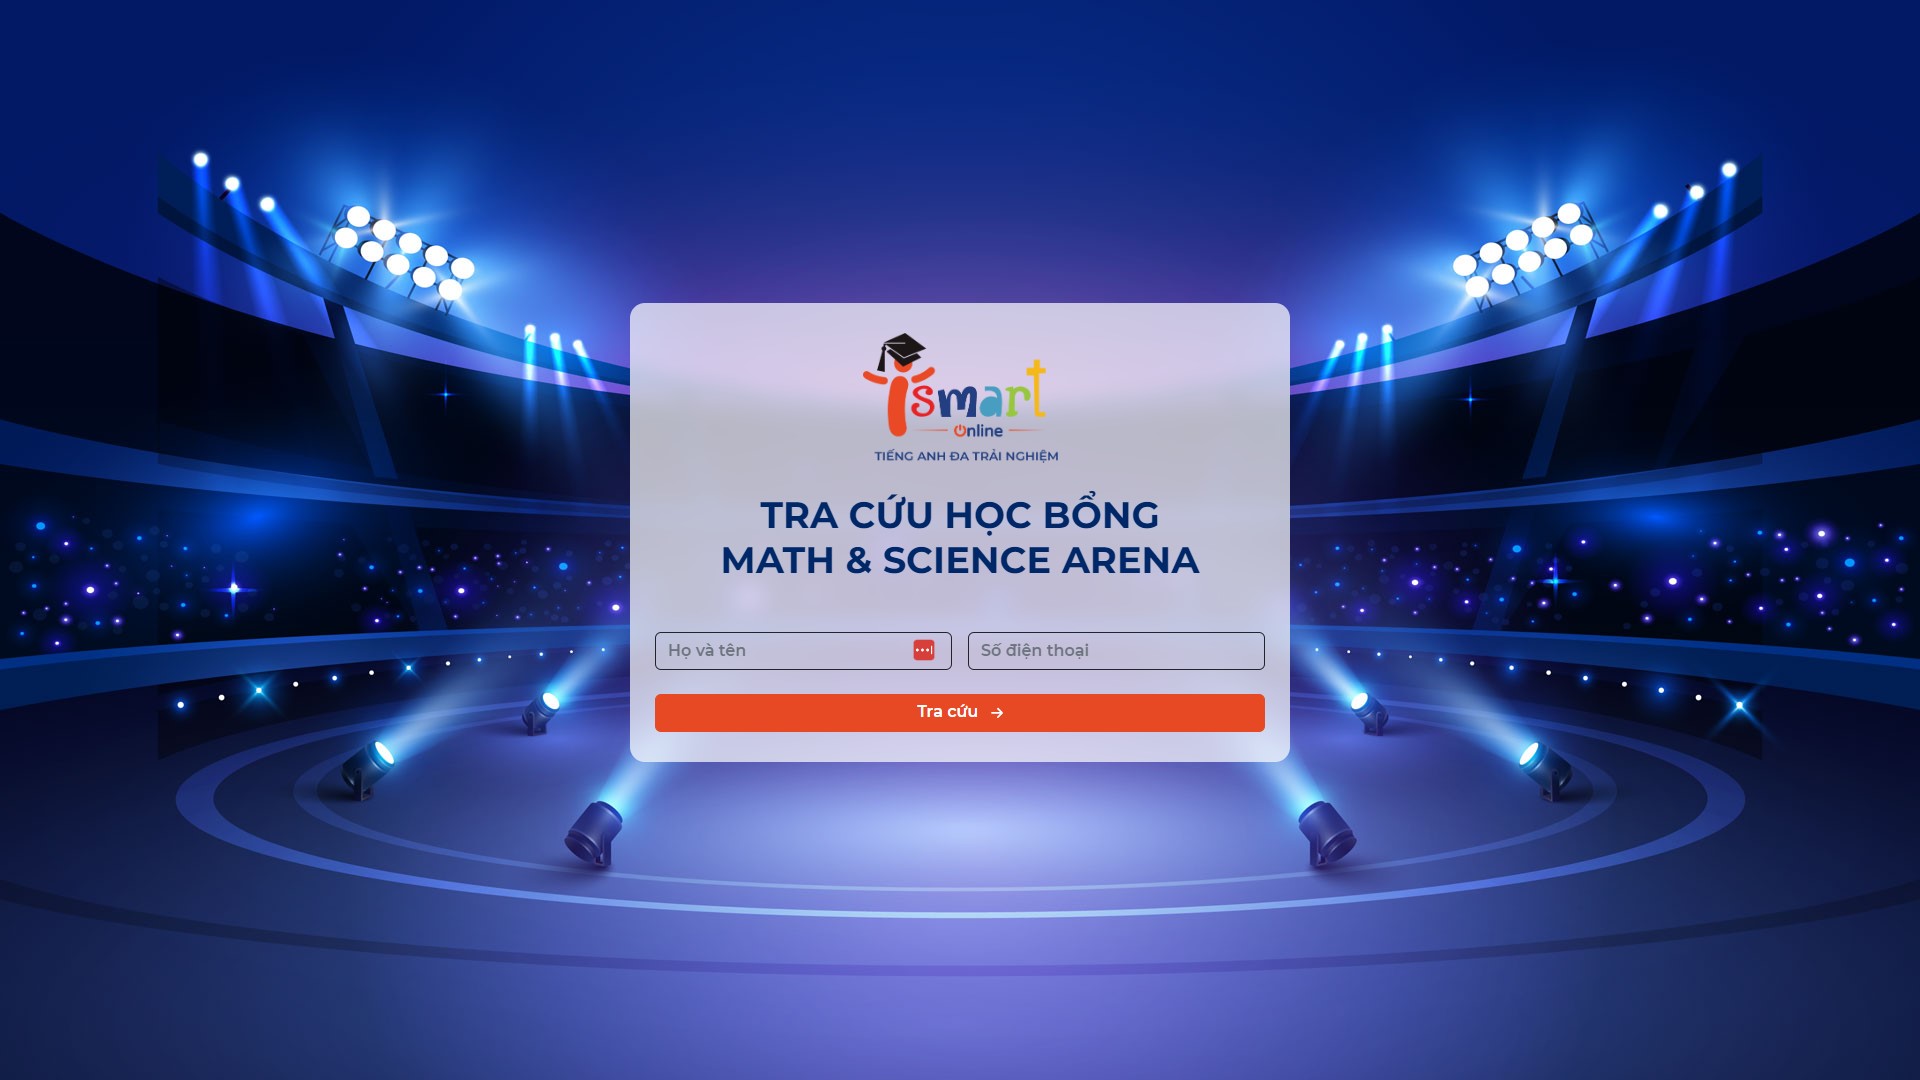 ismart
Online
TIẾNG ANH ĐA TRẢI NGHIỆM
TRA CỨU HỌC BỔNG
MATH & SCIENCE ARENA
Họ và tên
Số điện thoại
Tra cứu →